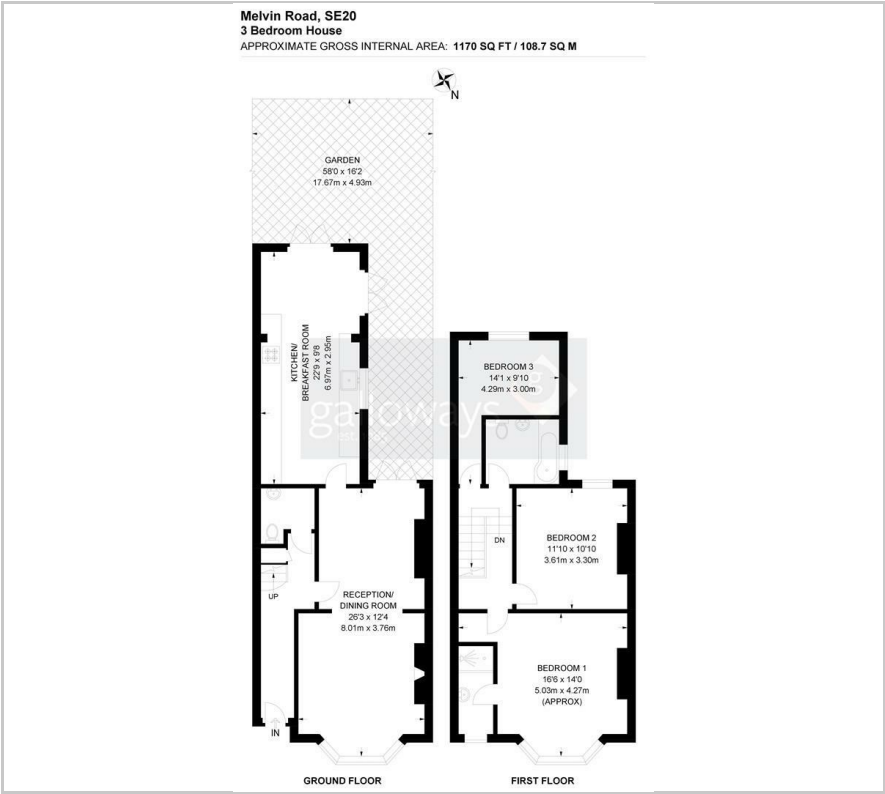 Melvin Road, SE20
3 Bedroom House
APPROXIMATE GROSS INTERNAL AREA: 1170 SQ FT / 108.7 SQ M
N
GARDEN
58'0 x 16'2
17.67m x 4.93m
KITCHEN/
BREAKFAST ROOM
22'9 x 9'8
6.97m x 2.95m
BEDROOM 3
14'1 x 9'10
4.29m x 3.00m
galloways
g
DN
BEDROOM 2
11'10 x 10'10
3.61m x 3.30m
UP
RECEPTION/
DINING ROOM
26'3 x 12'4
8.01m x 3.76m
BEDROOM 1
16'6 x 14'0
5.03m x 4.27m
(APPROX)
IN
GROUND FLOOR
FIRST FLOOR